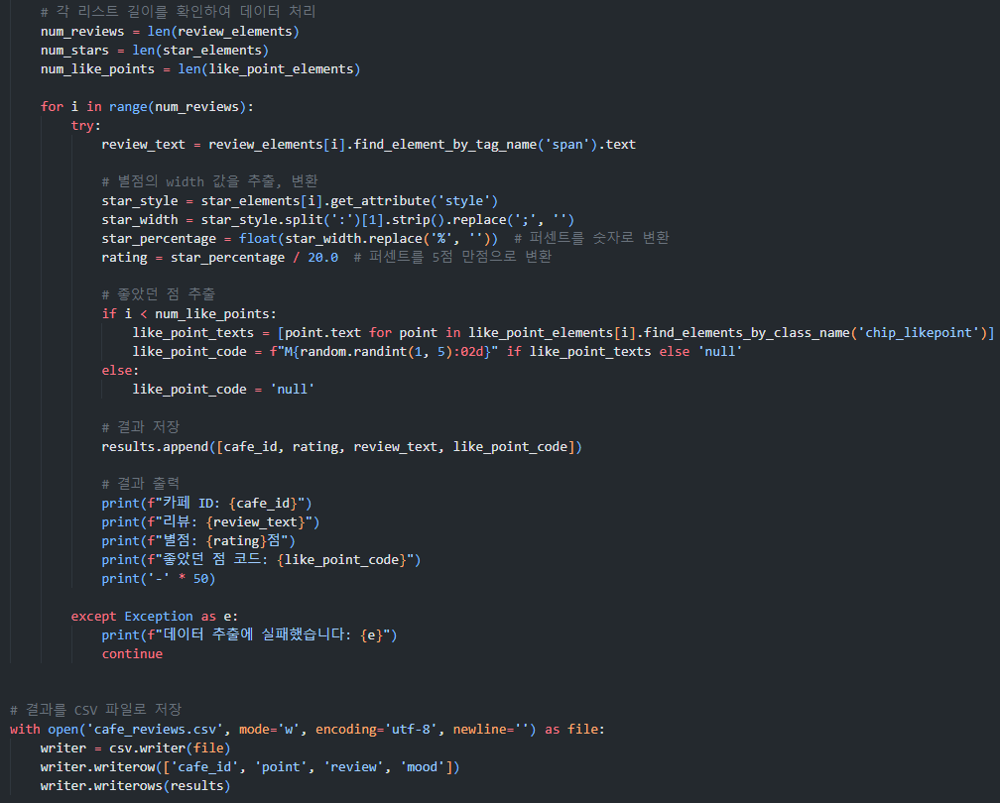 # 각 리스트 길이를 확인하여 데이터 처리
num_reviews = len(review_elements)
num_stars = len(star_elements)
num_like_points = len(like_point_elements)
for i in range(num_reviews):
try:
review_text = review_elements[i].find_element_by_tag_name('span').text
# 별점의 width 값을 추출, 변환
star_style = star_elements[i].get_attribute('style')
star_width = star_style.split(':')[1].strip().replace(';', '')
star_percentage = float(star_width.replace('%', '')) # 퍼센트를 숫자로 변환
rating = star_percentage / 20.0 # 퍼센트를 5점 만점으로 변환
# 좋았던 점 추출
if i < num_like_points:
like_point_texts = [point.text for point in like_point_elements[i].find_elements_by_class_name('chip_likepoint')]
like_point_code = f"M{random.randint(1, 5):02d}" if like_point_texts else 'null'
else:
like_point_code = 'null'
# 결과 저장
results.append([cafe_id, rating, review_text, like_point_code])
# 결과 출력
print(f"카페 ID: {cafe_id}")
print(f"리뷰: {review_text}")
print(f"별점: {rating}점")
print(f"좋았던 점 코드: {like_point_code}")
print('-' * 50)
except Exception as e:
print(f"데이터 추출에 실패했습니다: {e}")
continue
# 결과를 CSV 파일로 저장
with open('cafe_reviews.csv', mode='w', encoding='utf-8', newline='') as file:
writer = csv.writer(file)
writer.writerow(['cafe_id', 'point', 'review', 'mood'])
writer.writerows(results)